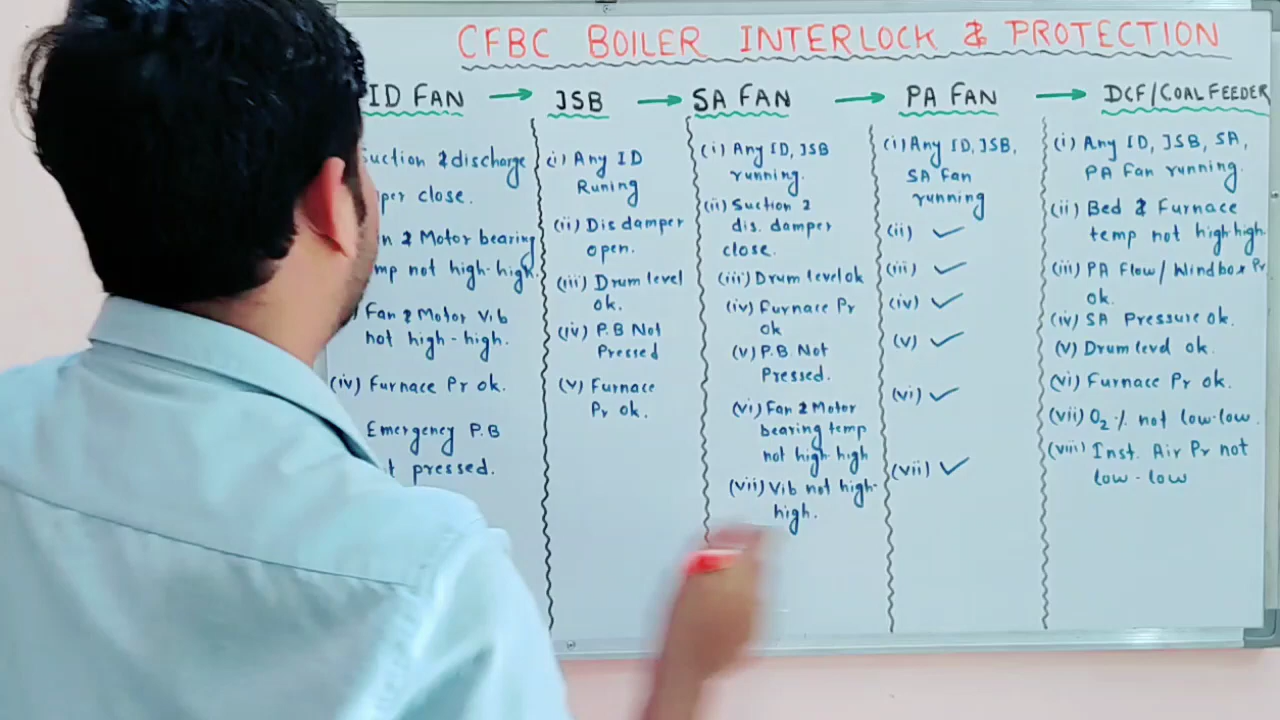 CFBC BOILER INTERLOCK & PROTECTION
ID FAN → JSB → SA FAN → PA FAN → DCF/COAL FEEDER
Suction & discharge
close.
& Motor bearing
not high-high.
Fan & Motor Vib
not high-high.
(iv) Furnace Pr ok.
Emergency P.B
pressed.
(i) Any ID
Runing
(ii) Dis damper
open.
(iii) Drum level
ok.
(iv) P.B Not
Pressed
(v) Furnace
Pr ok.
(i) Any ID, JSB
running.
(ii) Suction &
dis. damper
close.
(iii) Drum level ok
(iv) Furnace Pr
ok
(v) P.B. Not
Pressed.
(vi) Fan & Motor
bearing temp
not high high
(vii) Vib not high-
high.
(i) Any ID, JSB,
SA Fan
running
(ii) ✓
(iii) ✓
(iv) ✓
(v) ✓
(vi) ✓
(vii) ✓
(i) Any ID, JSB, SA,
PA Fan running.
(ii) Bed & Furnace
temp not high high.
(iii) PA Flow/Windbox Pr
ok.
(iv) SA Pressure ok.
(v) Drum level ok.
(vi) Furnace Pr ok.
(vii) O2 % not low-low.
(viii) Inst. Air Pr not
low-low